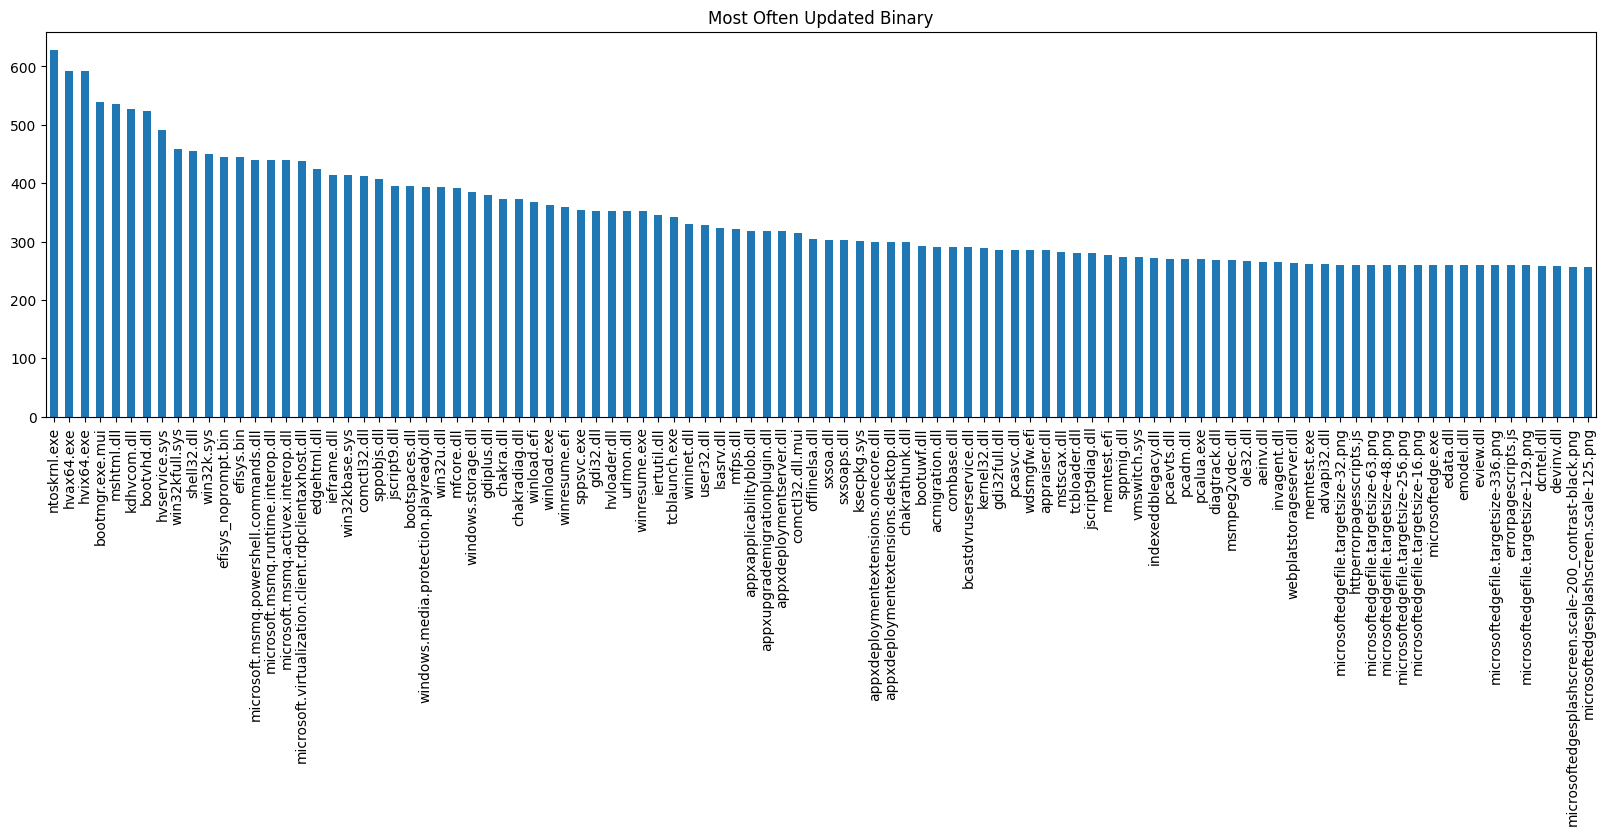 Most Often Updated Binary
600
500
400
300
200
100
0
ntoskrnl.exe
hvax64.exe
hvix64.exe
bootmgr.exe.mui
mshtml.dll
kdhvcom.dll
bootvhd.dll
hvservice.sys
win32kfull.sys
shell32.dll
win32k.sys
efisys_noprompt.bin
efisys.bin
microsoft.msmq.powershell.commands.dll
microsoft.msmq.runtime.interop.dll
microsoft.msmq.activex.interop.dll
microsoft.virtualization.client.rdpclientaxhost.dll
edgehtml.dll
ieframe.dll
win32kbase.sys
comctl32.dll
sppobjs.dll
jscript9.dll
bootspaces.dll
windows.media.protection.playready.dll
win32u.dll
mfcore.dll
windows.storage.dll
gdiplus.dll
chakra.dll
chakradiag.dll
winload.efi
winload.exe
winresume.efi
sppsvc.exe
gdi32.dll
hvloader.dll
urlmon.dll
winresume.exe
iertutil.dll
tcblaunch.exe
wininet.dll
user32.dll
lsasrv.dll
mfps.dll
appxapplicabilityblob.dll
appxupgrademigrationplugin.dll
appxdeploymentserver.dll
comctl32.dll.mui
offlinelsa.dll
sxsoa.dll
sxsoaps.dll
ksecpkg.sys
appxdeploymentextensions.onecore.dll
appxdeploymentextensions.desktop.dll
chakrathunk.dll
bootuwf.dll
acmigration.dll
combase.dll
bcastdvruserservice.dll
kernel32.dll
gdi32full.dll
pcasvc.dll
wdsmgfw.efi
appraiser.dll
mstscax.dll
tcbloader.dll
jscript9diag.dll
memtest.efi
sppmig.dll
vmswitch.sys
indexeddblegacy.dll
pcaevts.dll
pcadm.dll
pcalua.exe
diagtrack.dll
msmpeg2vdec.dll
ole32.dll
aeinv.dll
invagent.dll
webplatstorageserver.dll
memtest.exe
advapi32.dll
microsoftedgefile.targetsize-32.png
httperrorpagesscripts.js
microsoftedgefile.targetsize-63.png
microsoftedgefile.targetsize-48.png
microsoftedgefile.targetsize-256.png
microsoftedgefile.targetsize-16.png
microsoftedge.exe
edata.dll
emodel.dll
eview.dll
microsoftedgefile.targetsize-336.png
errorpagescripts.js
microsoftedgefile.targetsize-129.png
dcntel.dll
devinv.dll
microsoftedgesplashscreen.scale-200_contrast-black.png
microsoftedgesplashscreen.scale-125.png